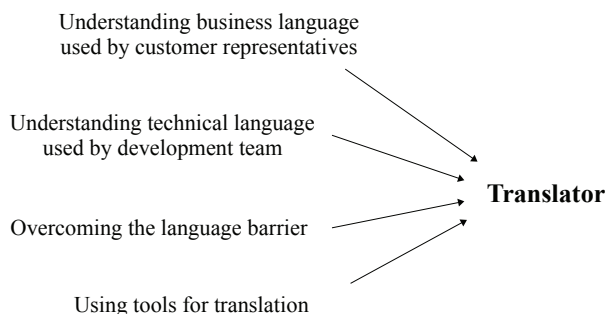 Understanding business language
used by customer representatives
Understanding technical language
used by development team
Translator
Overcoming the language barrier
Using tools for translation